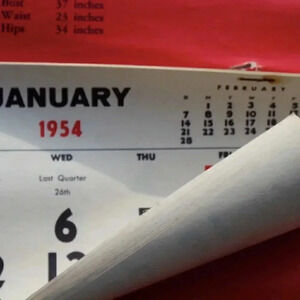 Bust 37 inches
Waist 23 inches
Hips 34 inches
JANUARY
1954
FEBRUARY
S M T W
1 2 3 4 5
7 8 9 10 11 12
14 15 16 17 18
21 22 23 24 25
28
WED THU FRI
Last Quarter
26th
6
13